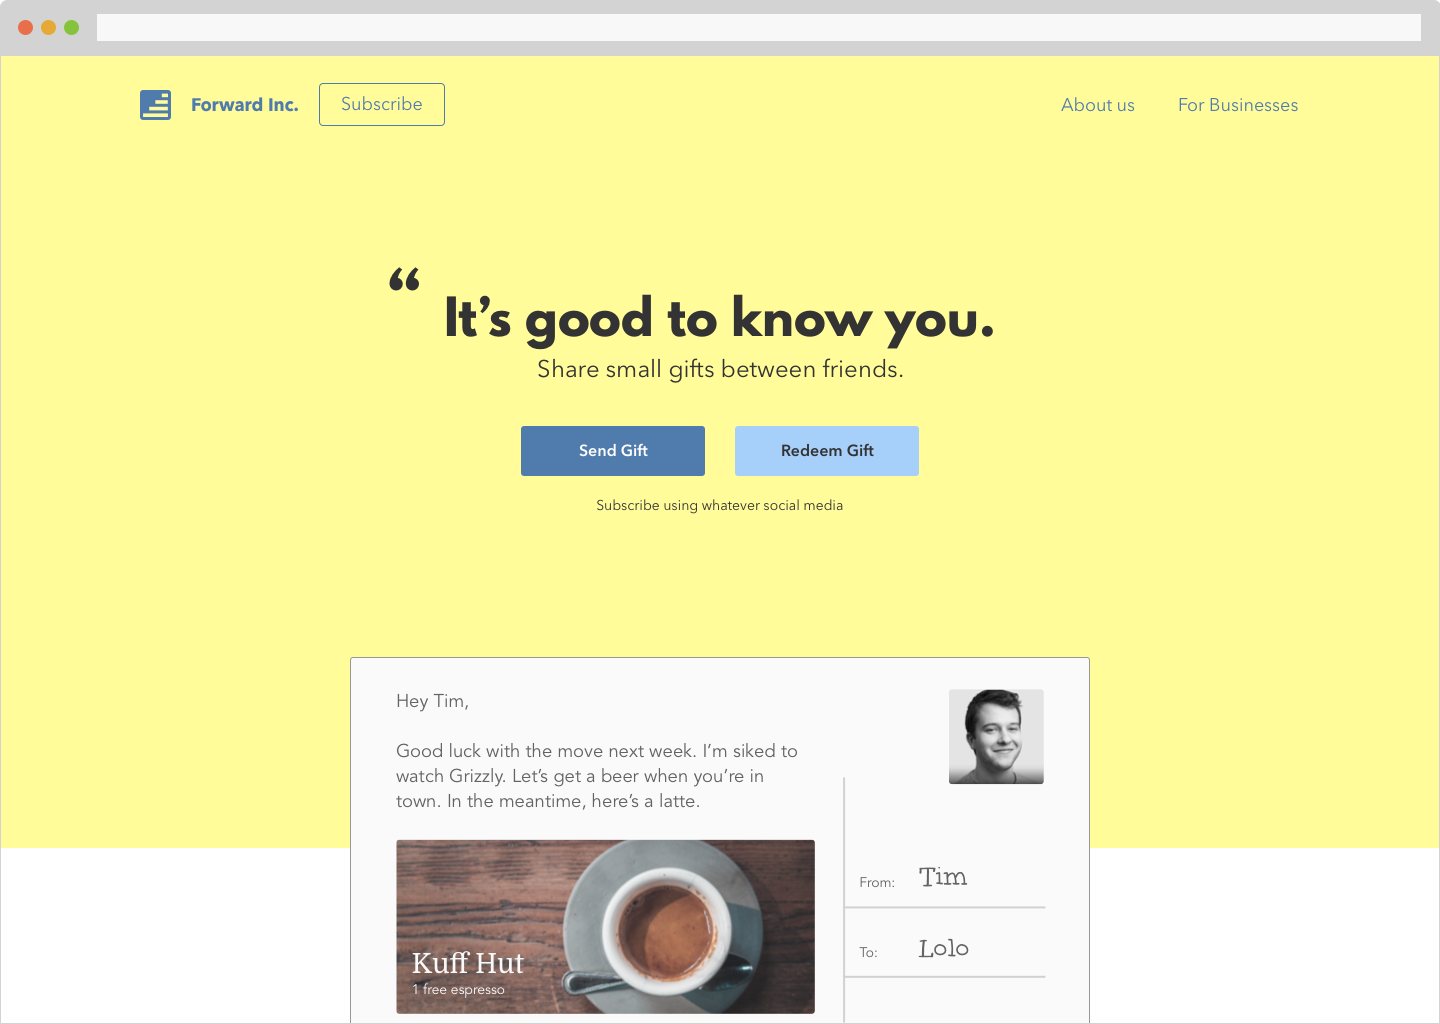 Forward Inc.
Subscribe
About us
For Businesses
“ It’s good to know you.
Share small gifts between friends.
Send Gift
Redeem Gift
Subscribe using whatever social media
Hey Tim,
Good luck with the move next week. I’m siked to
watch Grizzly. Let’s get a beer when you’re in
town. In the meantime, here’s a latte.
Kuff Hut
1 free espresso
From: Tim
To: Lolo